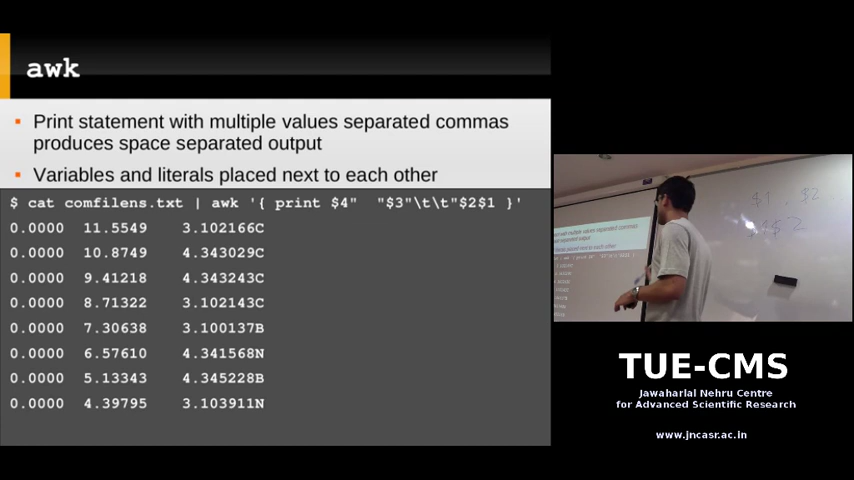 awk
▪ Print statement with multiple values separated commas
produces space separated output
▪ Variables and literals placed next to each other
$ cat comfilens.txt | awk '{ print $4"  "$3"\t\t"$2$1 }'
0.0000 11.5549 3.102166C
0.0000 10.8749 4.343029C
0.0000 9.41218 4.343243C
0.0000 8.71322 3.102143C
0.0000 7.30638 3.100137B
0.0000 6.57610 4.341568N
0.0000 5.13343 4.345228B
0.0000 4.39795 3.103911N
$1, $2
TUE-CMS
Jawaharlal Nehru Centre
for Advanced Scientific Research
www.jncasr.ac.in